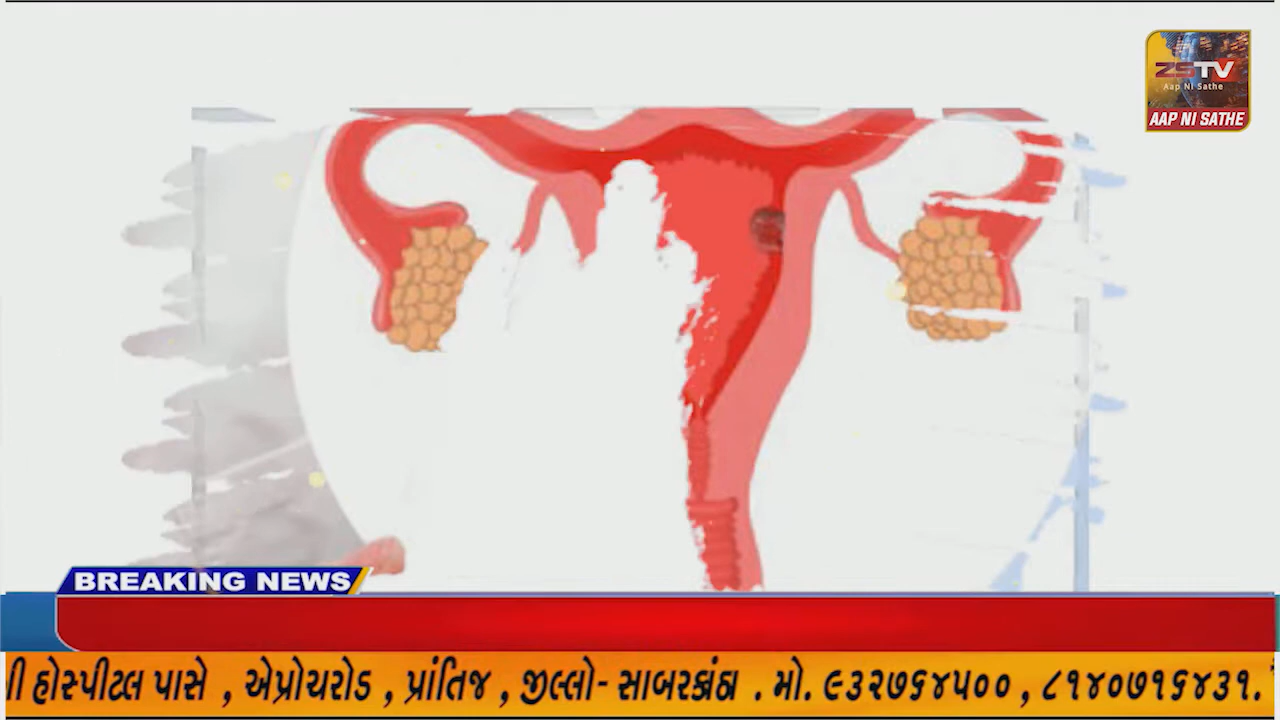 ZSTV
Aap Ni Sathe
AAP NI SATHE
BREAKING NEWS
હોસ્પીટલ પાસે , એપ્રોચરોડ , પ્રાંતિજ , જીલ્લો- સાબરકાંઠા . મો. ૯૩૨૭૬૪૫૦૦ , ૮૧૪૦૭૧૬૪૩૧.